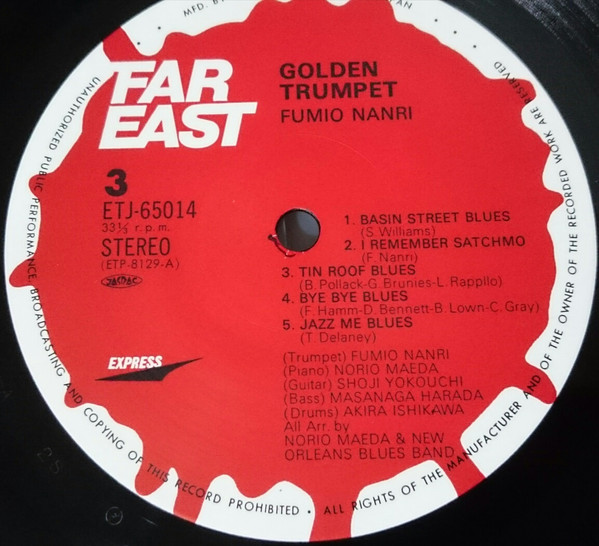 MFD. BY
UNAUTHORIZED PUBLIC PERFORMANCE, BROADCASTING AND COPYING OF THIS RECORD PROHIBITED • ALL RIGHTS OF THE MANUFACTURER AND OF THE OWNER OF THE RECORDED WORK ARE RESERVED
FAR
EAST
GOLDEN
TRUMPET
FUMIO NANRI
3
ETJ-65014
33⅓ r.p.m.
STEREO
(ETP-8129-A)
JASRAC
EXPRESS
1. BASIN STREET BLUES
(S.Williams)
2. I REMEMBER SATCHMO
(F.Nanri)
3. TIN ROOF BLUES
(B.Pollack-G.Brunies-L.Rappllo)
4. BYE BYE BLUES
(F.Hamm-D.Bennett-B.Lown-C.Gray)
5. JAZZ ME BLUES
(T.Delaney)
(Trumpet) FUMIO NANRI
(Piano) NORIO MAEDA
(Guitar) SHOJI YOKOUCHI
(Bass) MASANAGA HARADA
(Drums) AKIRA ISHIKAWA
All Arr. by
NORIO MAEDA & NEW
ORLEANS BLUES BAND